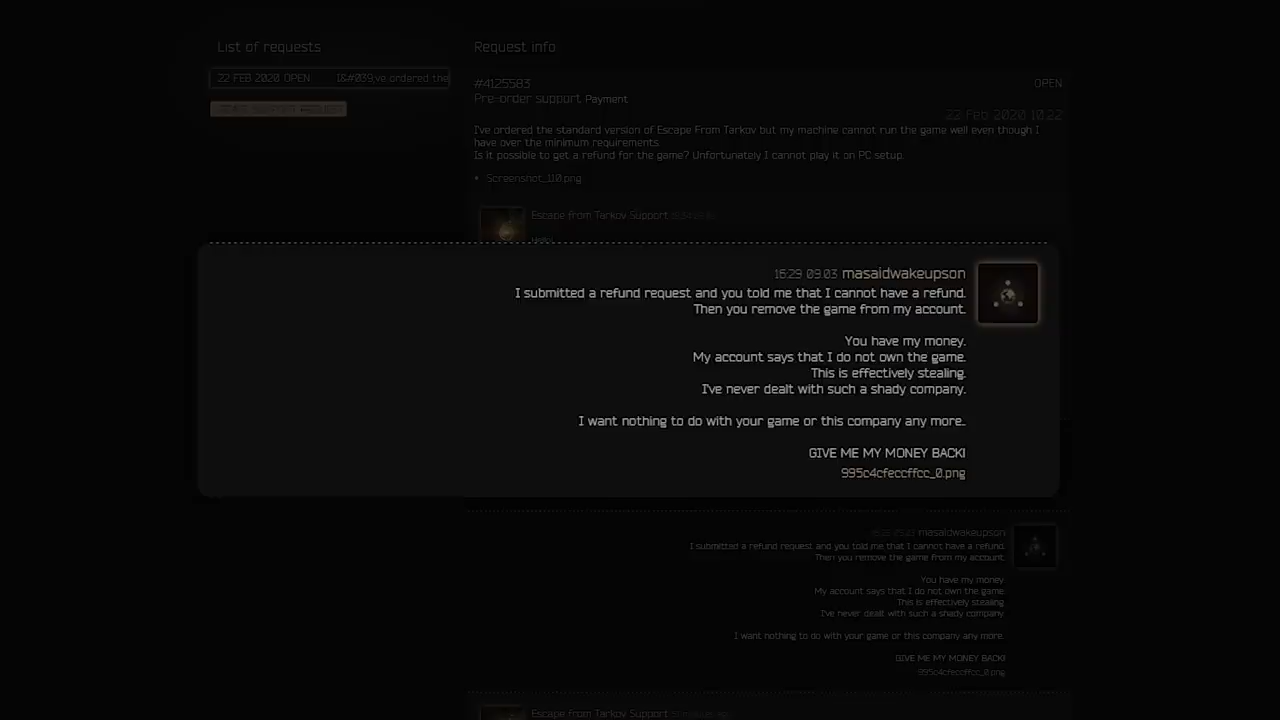 List of requests
Request info
22 FEB 2020 OPEN 1&#039;ve ordered the
#4125583
OPEN
Pre-order support Payment
22 Feb 2020 10:22
I've ordered the standard version of Escape From Tarkov but my machine cannot run the game well even though I
have over the minimum requirements.
Is it possible to get a refund for the game? Unfortunately I cannot play it on PC setup.
• Screenshot_110.png
Escape from Tarkov Support
16:29 09.03 masaidwakeupson
I submitted a refund request and you told me that I cannot have a refund.
Then you remove the game from my account.
You have my money.
My account says that I do not own the game.
This is effectively stealing.
I've never dealt with such a shady company.
I want nothing to do with your game or this company any more..
GIVE ME MY MONEY BACK!
995c4cfeccffcc_0.png
masaidwakeupson
I submitted a refund request and you told me that I cannot have a refund.
Then you remove the game from my account.
You have my money.
My account says that I do not own the game.
This is effectively stealing.
I've never dealt with such a shady company.
I want nothing to do with your game or this company any more.
GIVE ME MY MONEY BACK!
995c4cfeccffcc_0.png
Escape from Tarkov Support